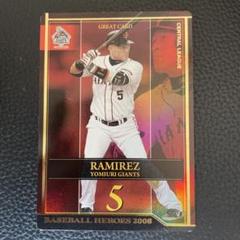 GREAT CARD
CENTRAL LEAGUE
5
RAMIREZ
YOMIURI GIANTS
5
BASEBALL HEROES 2008